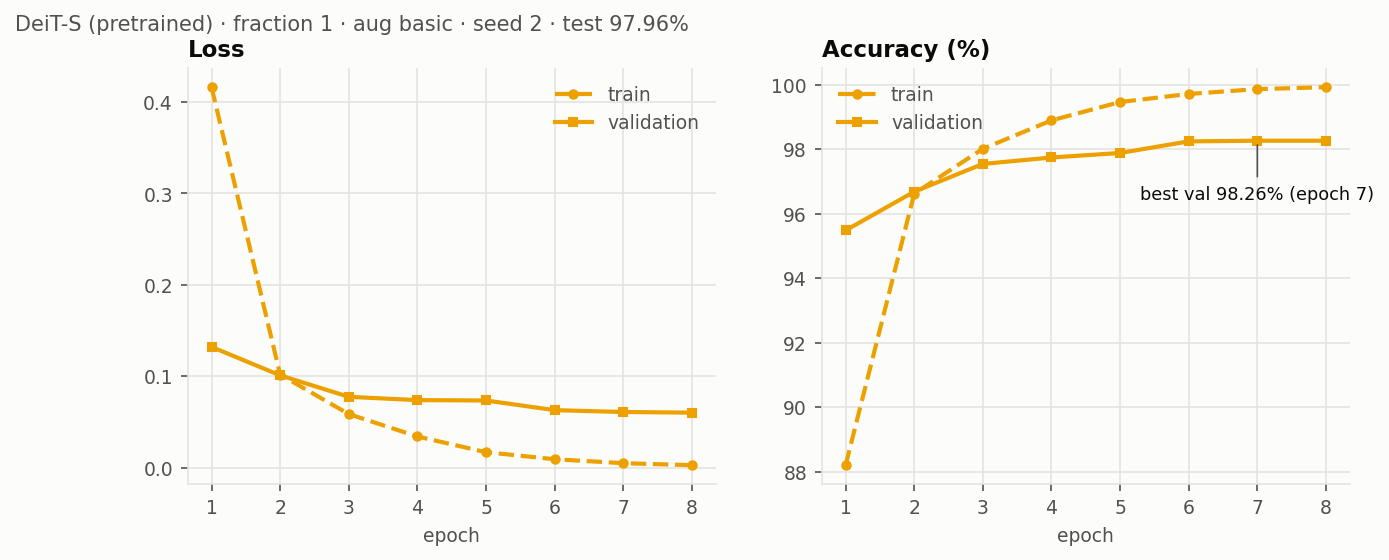 DeiT-S (pretrained) · fraction 1 · aug basic · seed 2 · test 97.96%
Loss
train
validation
0.4
0.3
0.2
0.1
0.0
1 2 3 4 5 6 7 8
epoch
Accuracy (%)
train
validation
best val 98.26% (epoch 7)
100
98
96
94
92
90
88
1 2 3 4 5 6 7 8
epoch